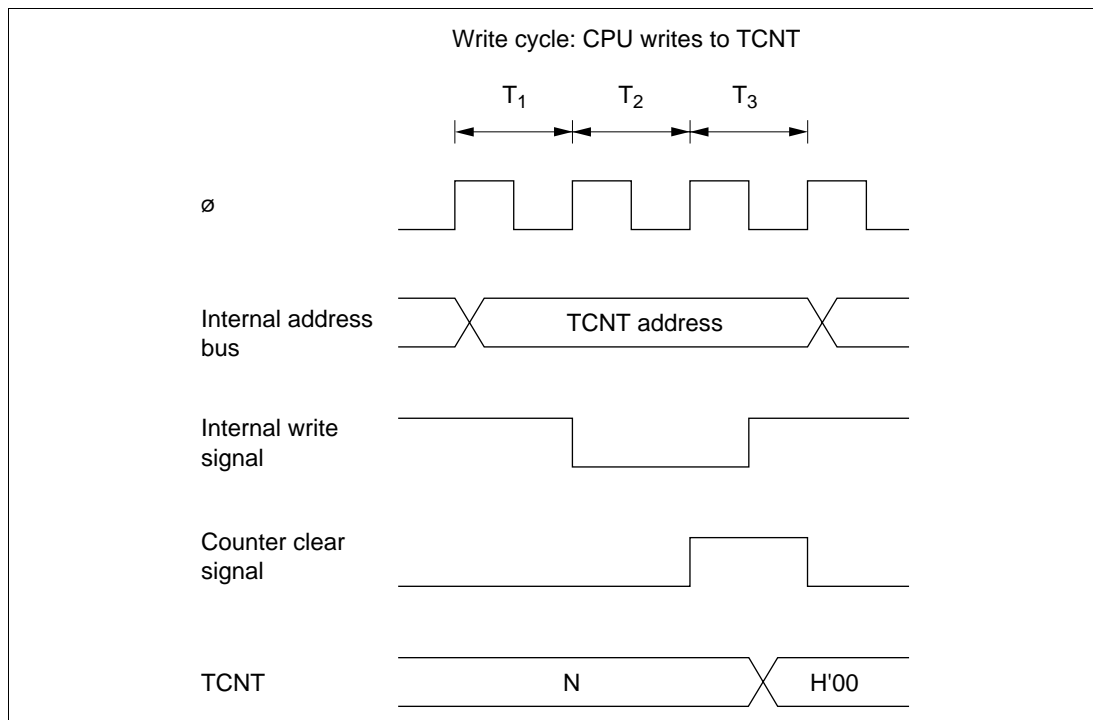 Write cycle: CPU writes to TCNT
T1 T2 T3
ø
Internal address
bus
TCNT address
Internal write
signal
Counter clear
signal
TCNT N H'00